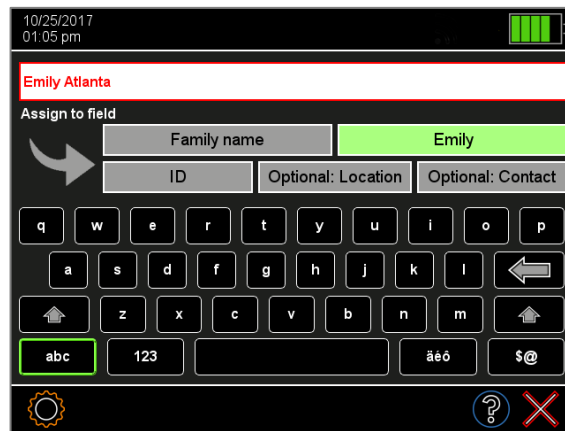 10/25/2017
01:05 pm
Emily Atlanta
Assign to field
Family name Emily
ID Optional: Location Optional: Contact
q w e r t y u i o p
a s d f g h j k l
z x c v b n m
abc 123 äèô $@
?